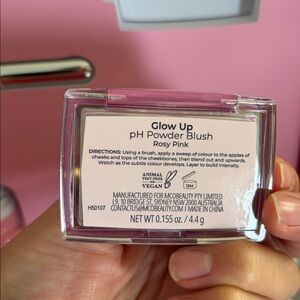 Glow Up
pH Powder Blush
Rosy Pink
DIRECTIONS: Using a brush, apply a sweep of colour to the apples of
cheeks and tops of the cheekbones, then blend out and upwards.
Watch as the subtle colour develops. Layer to build intensity.
ANIMAL
TEST-FREE
VEGAN
12M
MANUFACTURED FOR MCOBEAUTY PTY LIMITED
H50107
L9, 10 BRIDGE ST, SYDNEY NSW 2000 AUSTRALIA
CONTACTUS@MCOBEAUTY.COM | MADE IN CHINA
NET WT 0.155 oz. / 4.4 g